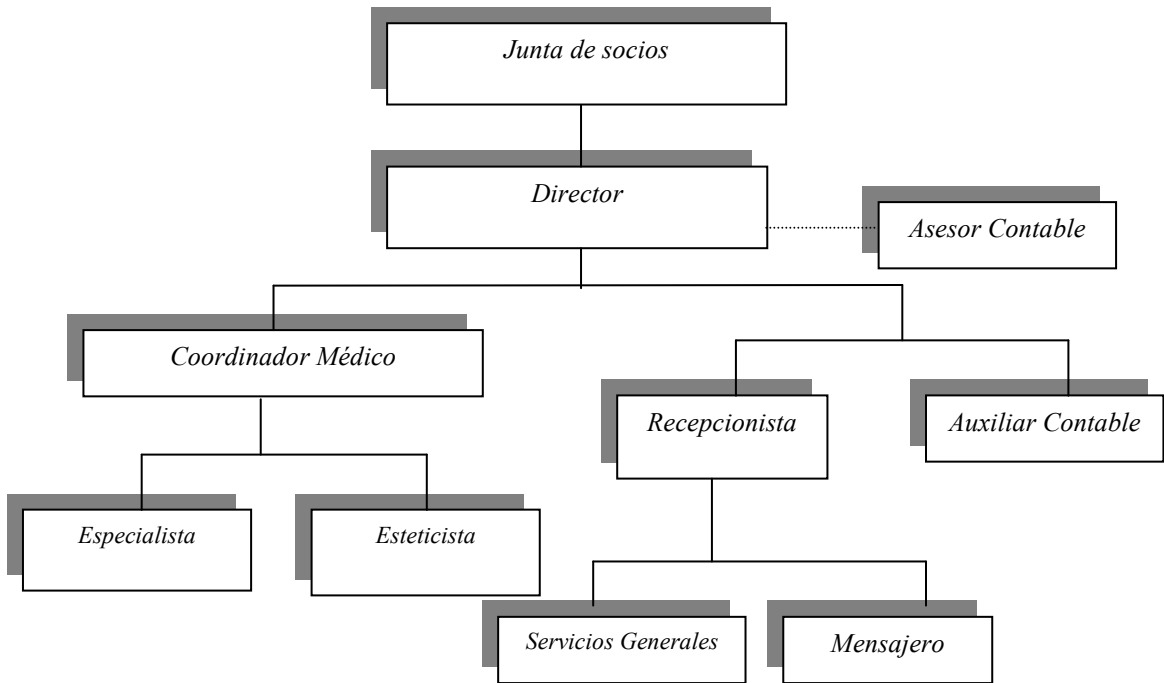 Junta de socios
Director
Asesor Contable
Coordinador Médico
Recepcionista
Auxiliar Contable
Especialista
Esteticista
Servicios Generales
Mensajero